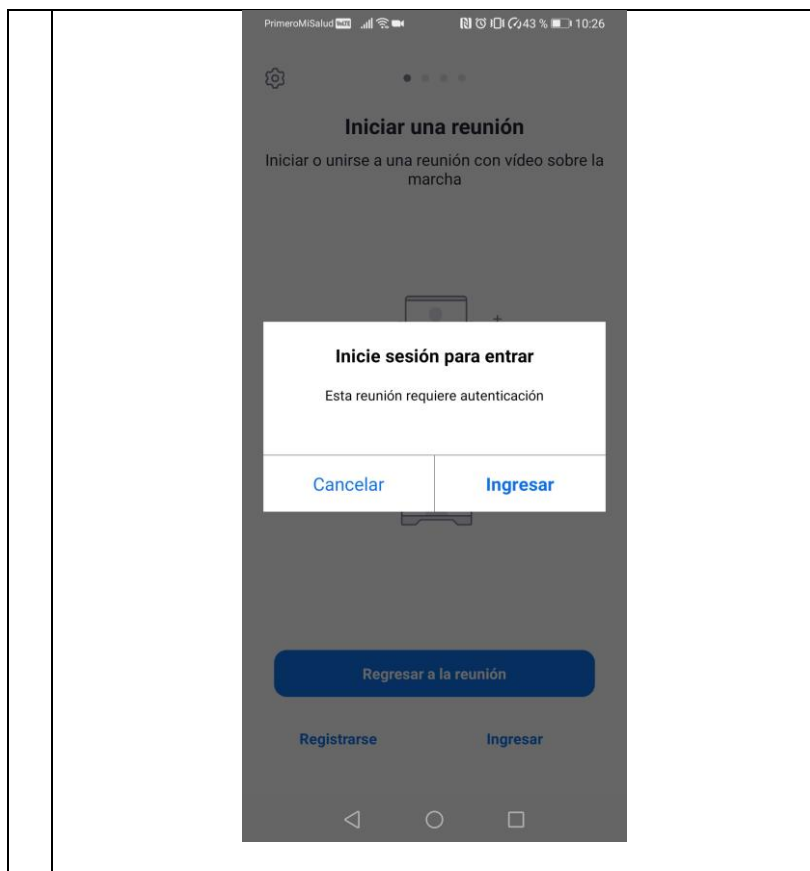 PrimeroMiSalud VoLTE 43 % 10:26
Iniciar una reunión
Iniciar o unirse a una reunión con vídeo sobre la
marcha
Inicie sesión para entrar
Esta reunión requiere autenticación
Cancelar Ingresar
Regresar a la reunión
Registrarse Ingresar